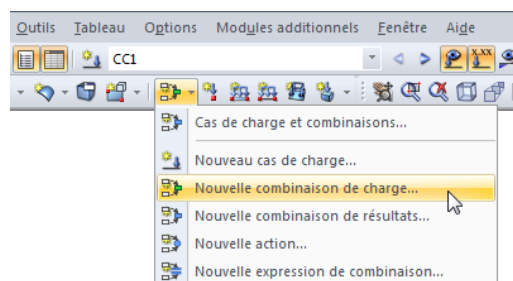 Outils Tableau Options Modules additionnels Fenêtre Aide
CC1
x.xx
Cas de charge et combinaisons...
Nouveau cas de charge...
Nouvelle combinaison de charge...
Nouvelle combinaison de résultats...
Nouvelle action...
Nouvelle expression de combinaison...